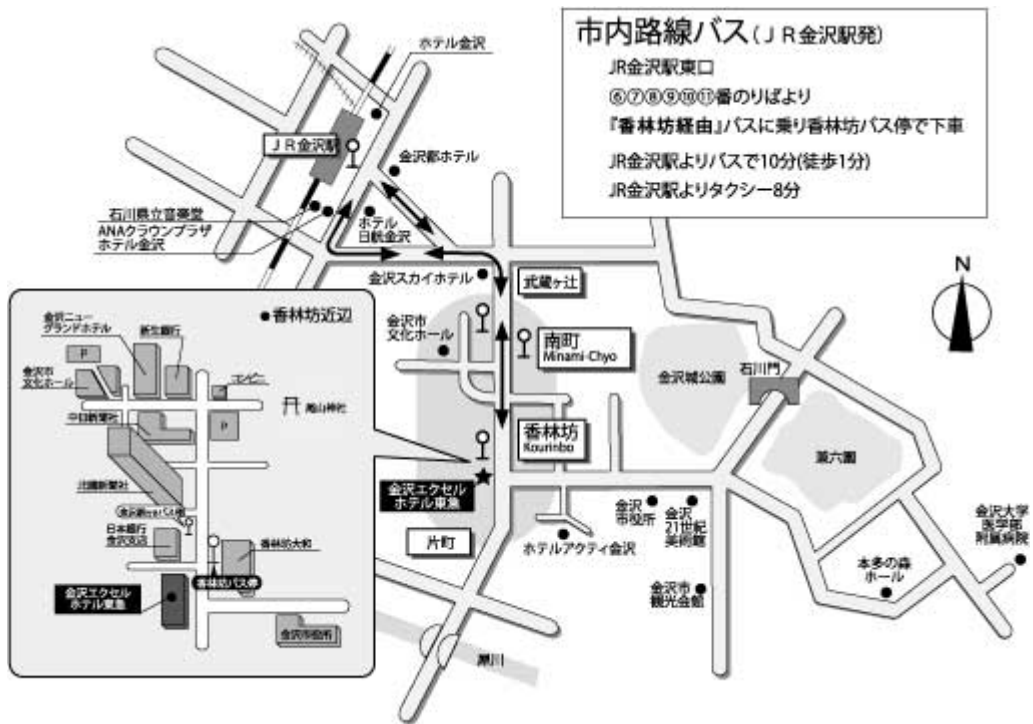 市内路線バス(JR金沢駅発)
JR金沢駅東口
⑥⑦⑧⑨⑩⑪番のりばより
『香林坊経由』バスに乗り香林坊バス停で下車
JR金沢駅よりバスで10分(徒歩1分)
JR金沢駅よりタクシー8分
ホテル金沢
JR金沢駅
金沢都ホテル
石川県立音楽堂
ANAクラウンプラザ
ホテル金沢
ホテル
日航金沢
金沢スカイホテル
武蔵ヶ辻
N
金沢市
文化ホール
南町
Minami-Chyo
金沢城公園
石川門
兼六園
香林坊
Kourinbo
金沢エクセル
ホテル東急
片町
ホテルアクティ金沢
金沢
市役所
金沢
21世紀
美術館
金沢市
観光会館
本多の森
ホール
金沢大学
医学部
附属病院
犀川
●香林坊近辺
金沢ニュー
グランドホテル
新生銀行
P
金沢市
文化ホール
コンビニ
尾山神社
中日新聞社
P
北國新聞社
日本銀行
金沢支店
香林坊大和
香林坊バス停
金沢エクセル
ホテル東急
金沢市役所